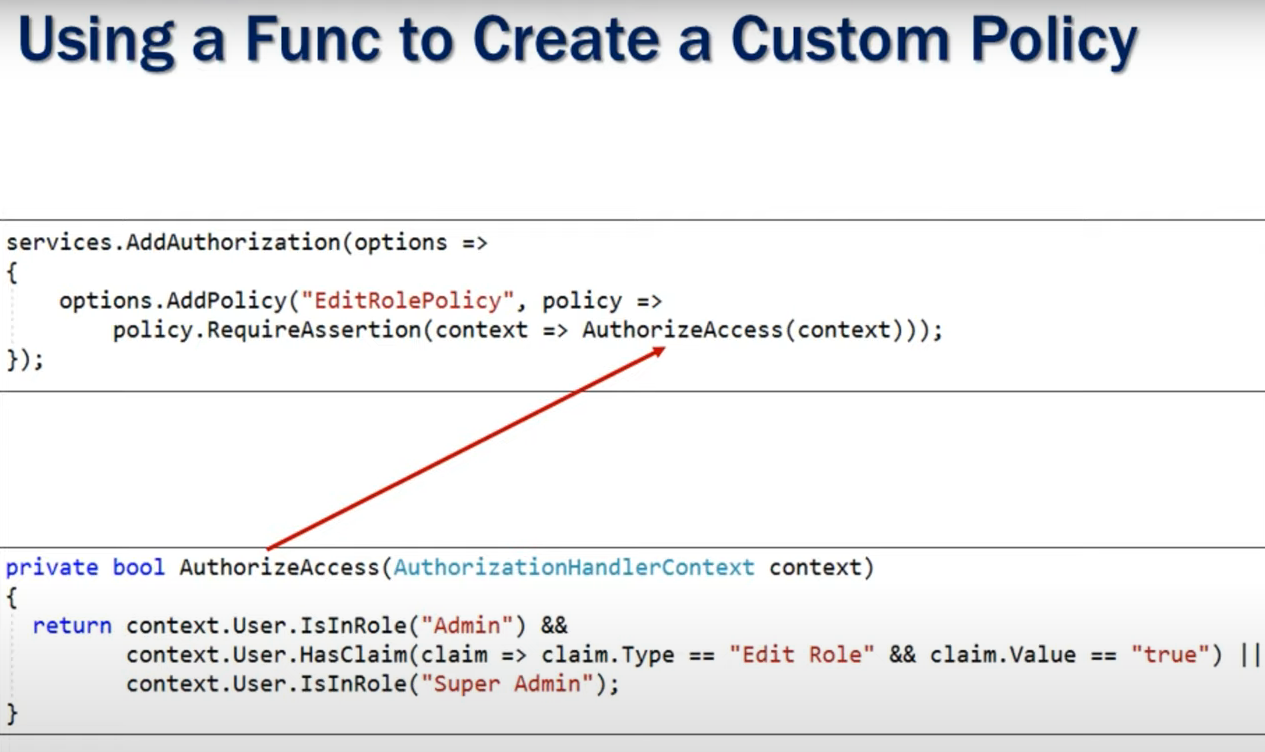 Using a Func to Create a Custom Policy
services.AddAuthorization(options =>
{
    options.AddPolicy("EditRolePolicy", policy =>
        policy.RequireAssertion(context => AuthorizeAccess(context)));
});
private bool AuthorizeAccess(AuthorizationHandlerContext context)
{
  return context.User.IsInRole("Admin") &&
         context.User.HasClaim(claim => claim.Type == "Edit Role" && claim.Value == "true") ||
         context.User.IsInRole("Super Admin");
}